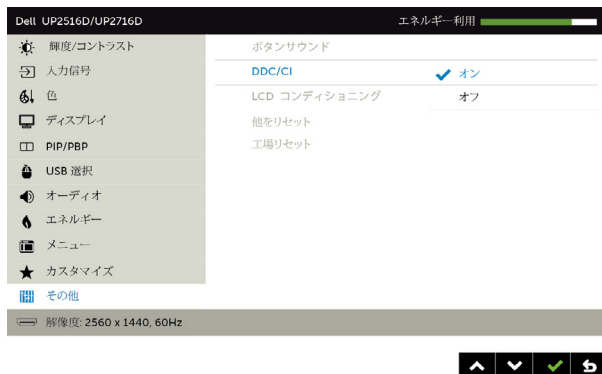 Dell UP2516D/UP2716D エネルギー利用
輝度/コントラスト ボタンサウンド
入力信号 DDC/CI オン
色 LCD コンディショニング オフ
ディスプレイ 他をリセット
PIP/PBP 工場リセット
USB 選択
オーディオ
エネルギー
メニュー
カスタマイズ
その他
解像度: 2560 x 1440, 60Hz